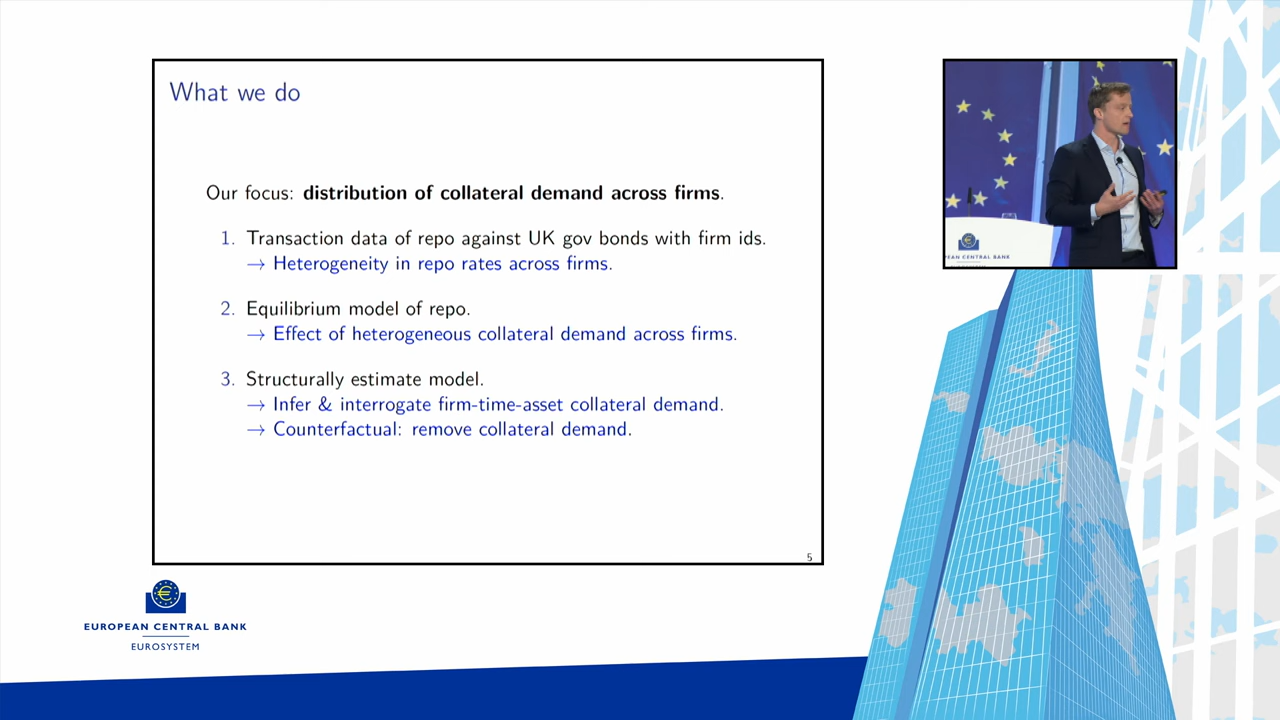 What we do
Our focus: distribution of collateral demand across firms.
1. Transaction data of repo against UK gov bonds with firm ids.
→ Heterogeneity in repo rates across firms.
2. Equilibrium model of repo.
→ Effect of heterogeneous collateral demand across firms.
3. Structurally estimate model.
→ Infer & interrogate firm-time-asset collateral demand.
→ Counterfactual: remove collateral demand.
5
EUROPEAN CENTRAL BANK
EUROSYSTEM
EAN CENTRAL BANK